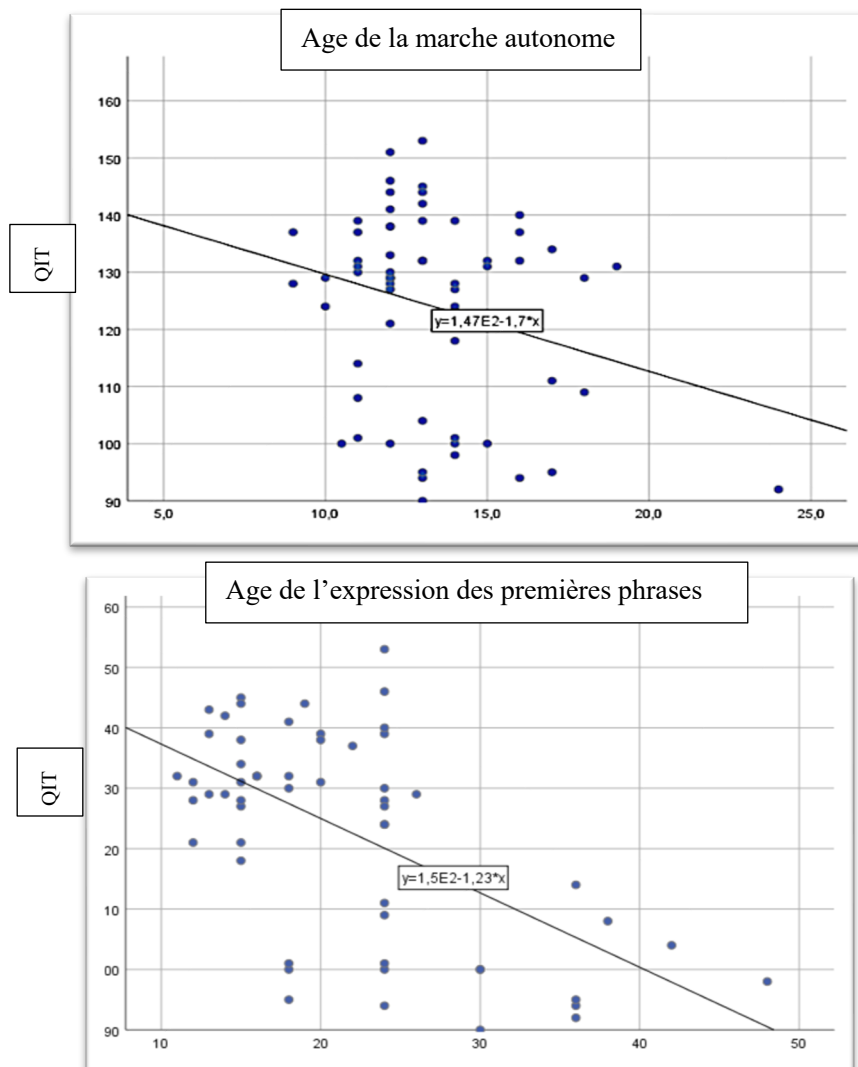 Age de la marche autonome
160
150
140
QIT
130
120
y=1,47E2-1,7*x
110
100
90
5,0 10,0 15,0 20,0 25,0
Age de l’expression des premières phrases
60
50
40
QIT
30
20
y=1,5E2-1,23*x
10
00
90
10 20 30 40 50